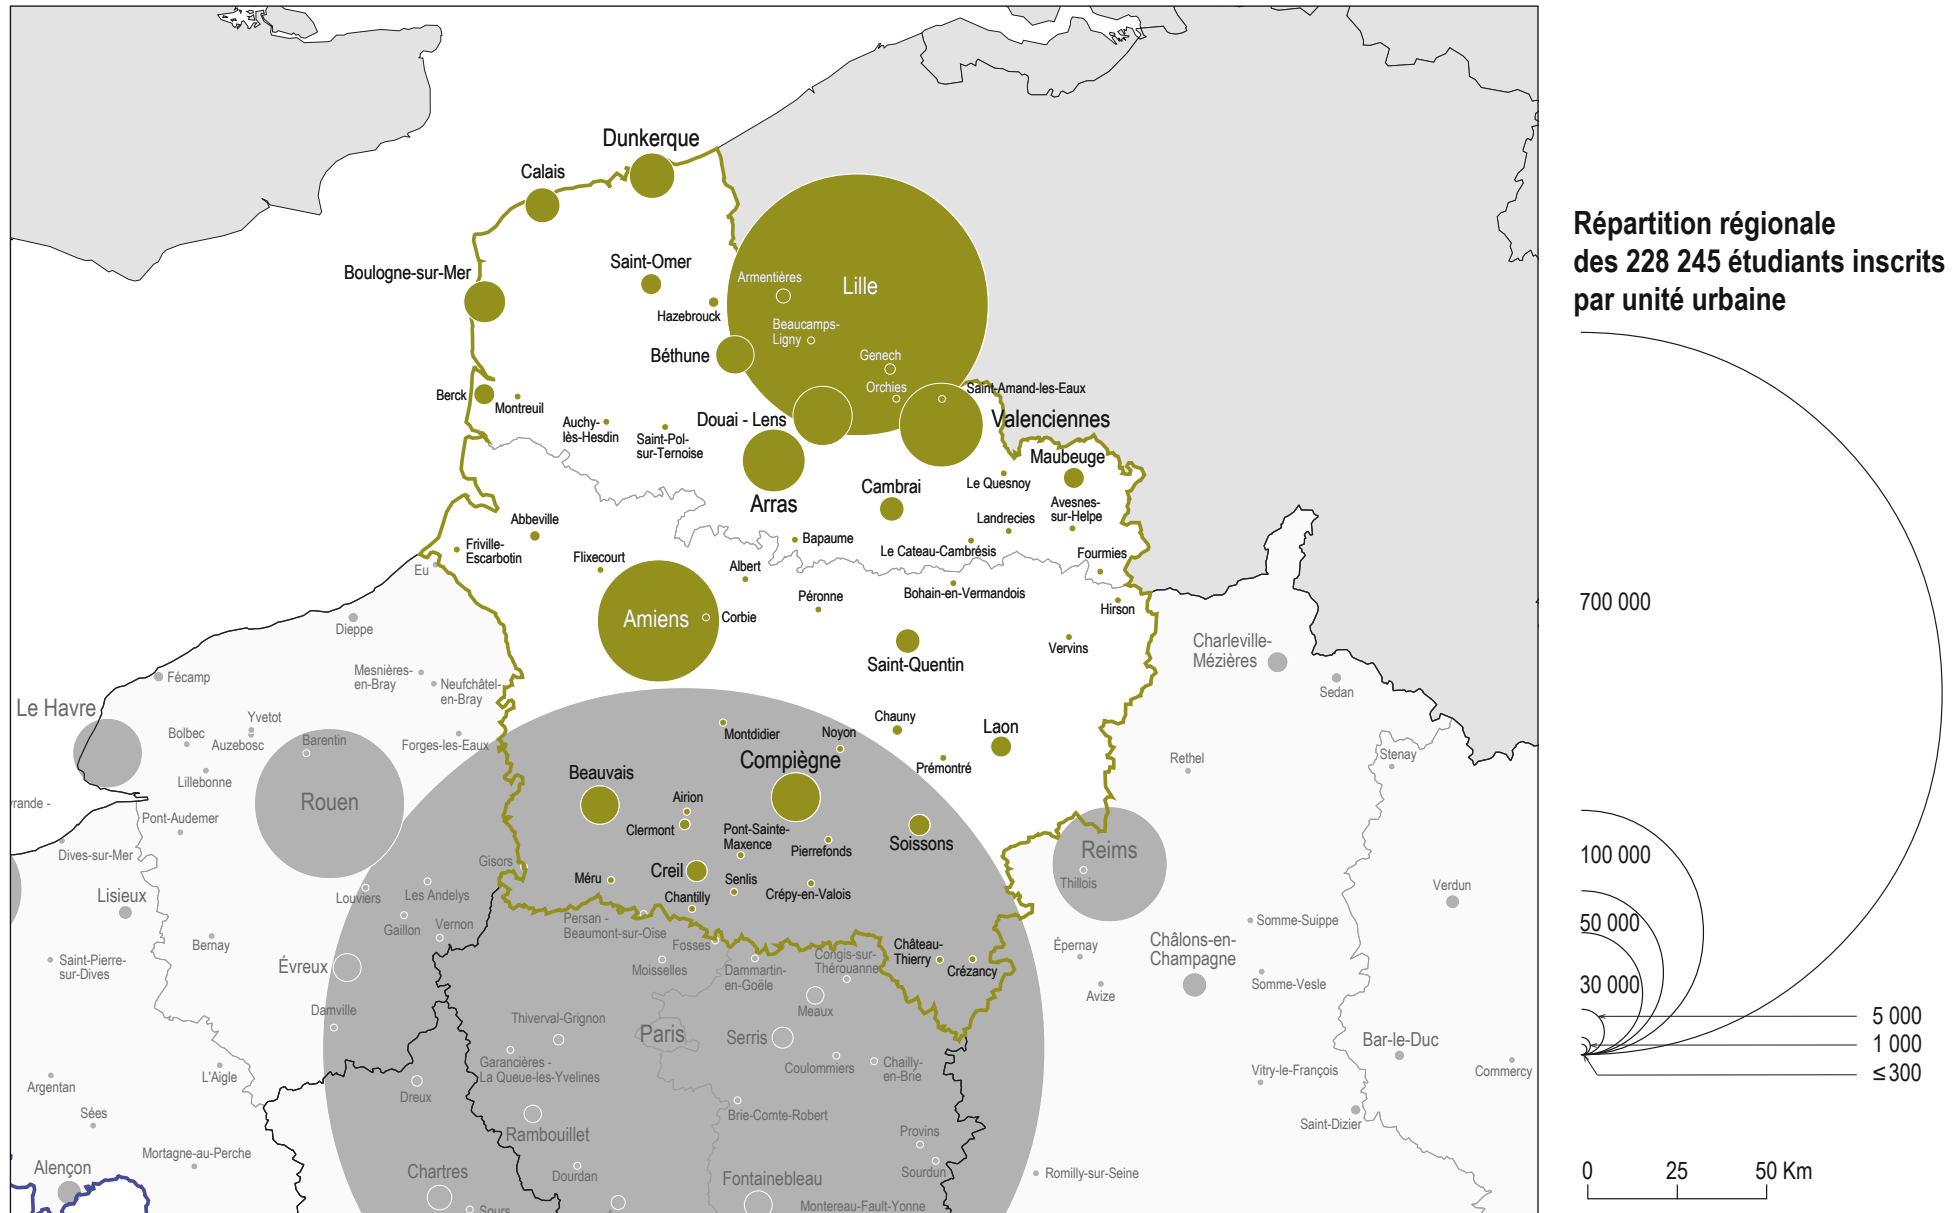 Dunkerque
Calais
Boulogne-sur-Mer
Saint-Omer
Hazebrouck
Armentières
Lille
Beaucamps-
Ligny
Genech
Orchies
Béthune
Saint-Amand-les-Eaux
Valenciennes
Berck
Montreuil
Auchy-
lès-Hesdin
Saint-Pol-
sur-Ternoise
Douai - Lens
Arras
Cambrai
Maubeuge
Le Quesnoy
Avesnes-
sur-Helpe
Landrecies
Le Cateau-Cambrésis
Fourmies
Bapaume
Abbeville
Friville-
Escarbotin
Eu
Flixecourt
Albert
Péronne
Bohain-en-Vermandois
Hirson
Amiens
Corbie
Saint-Quentin
Vervins
Dieppe
Mesnières-
en-Bray
Neufchâtel-
en-Bray
Fécamp
Le Havre
Yvetot
Bolbec
Auzebosc
Barentin
Forges-les-Eaux
Lillebonne
Rouen
rande -
Pont-Audemer
Dives-sur-Mer
Lisieux
Charleville-
Mézières
Sedan
Rethel
Stenay
Montdidier
Noyon
Chauny
Laon
Prémontré
Compiègne
Beauvais
Airion
Clermont
Pont-Sainte-
Maxence
Pierrefonds
Soissons
Creil
Méru
Senlis
Crépy-en-Valois
Chantilly
Gisors
Reims
Thillois
Verdun
Louviers
Les Andelys
Gaillon
Vernon
Bernay
Saint-Pierre-
sur-Dives
Évreux
Damville
Persan -
Beaumont-sur-Oise
Fosses
Moisselles
Dammartin-
en-Goële
Congis-sur-
Thérouanne
Château-
Thierry
Crézancy
Meaux
Épernay
Avize
Châlons-en-
Champagne
Somme-Suippe
Somme-Vesle
Thiverval-Grignon
Garancières -
La Queue-les-Yvelines
Paris
Serris
Coulommiers
Chailly-
en-Brie
Bar-le-Duc
Vitry-le-François
Commercy
Saint-Dizier
Argentan
L'Aigle
Sées
Mortagne-au-Perche
Alençon
Dreux
Rambouillet
Brie-Comte-Robert
Provins
Sourdun
Chartres
Dourdan
Fontainebleau
Romilly-sur-Seine
Montereau-Fault-Yonne
Sours
Répartition régionale
des 228 245 étudiants inscrits
par unité urbaine
700 000
100 000
50 000
30 000
5 000
1 000
≤ 300
0 25 50 Km